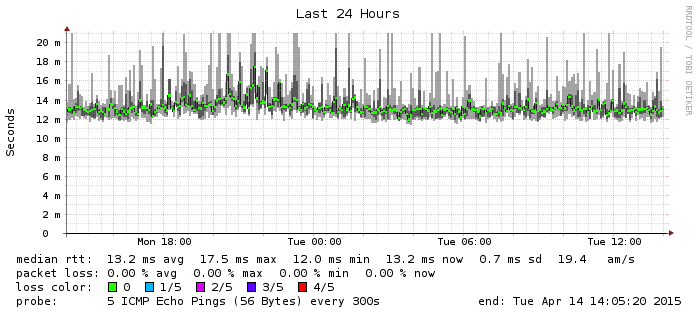 Last 24 Hours
RRDTOOL / TOBI OETIKER
Seconds
20 m
18 m
16 m
14 m
12 m
10 m
8 m
6 m
4 m
2 m
0
Mon 18:00 Tue 00:00 Tue 06:00 Tue 12:00
median rtt: 13.2 ms avg 17.5 ms max 12.0 ms min 13.2 ms now 0.7 ms sd 19.4 am/s
packet loss: 0.00 % avg 0.00 % max 0.00 % min 0.00 % now
loss color: 0 1/5 2/5 3/5 4/5
probe: 5 ICMP Echo Pings (56 Bytes) every 300s end: Tue Apr 14 14:05:20 2015